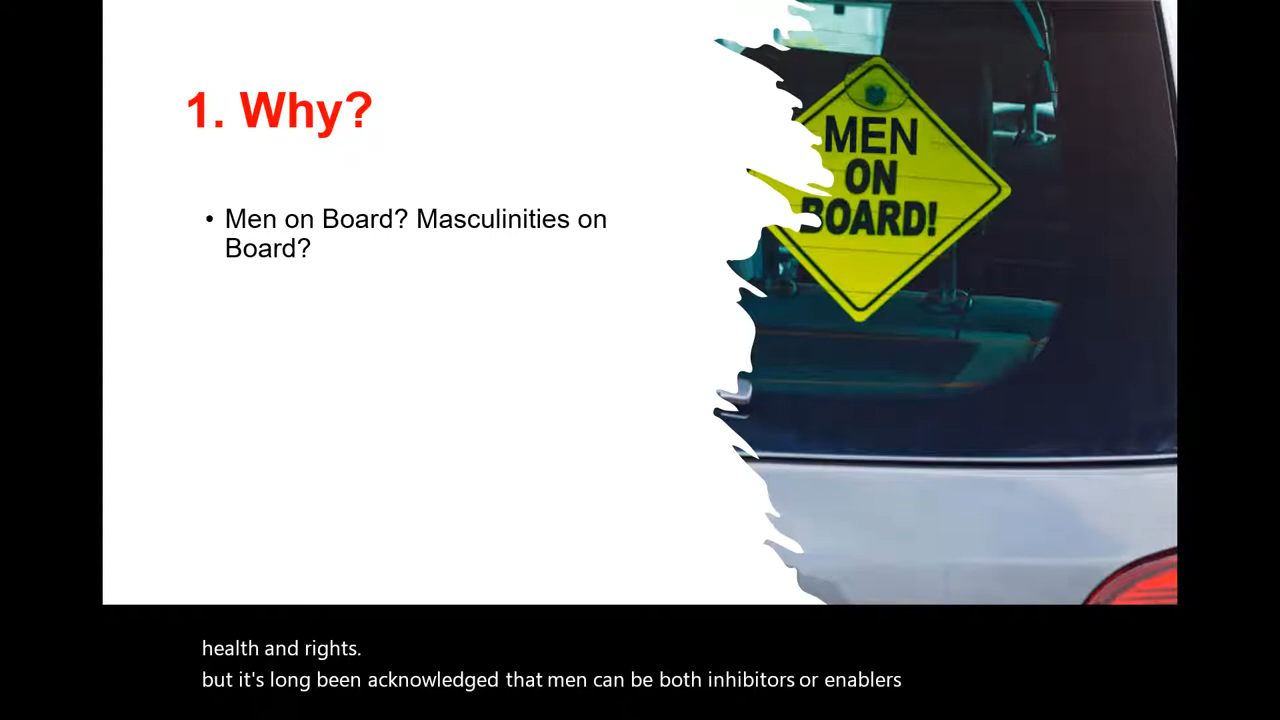 1. Why?
• Men on Board? Masculinities on
Board?
MEN
ON
BOARD!
health and rights.
but it's long been acknowledged that men can be both inhibitors or enablers